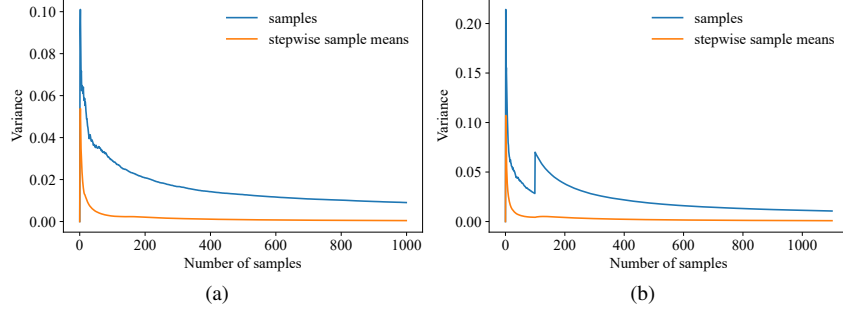 samples
stepwise sample means
0.10
0.08
0.06
0.04
0.02
0.00
Variance
0 200 400 600 800 1000
Number of samples
(a)
samples
stepwise sample means
0.20
0.15
0.10
0.05
0.00
Variance
0 200 400 600 800 1000
Number of samples
(b)